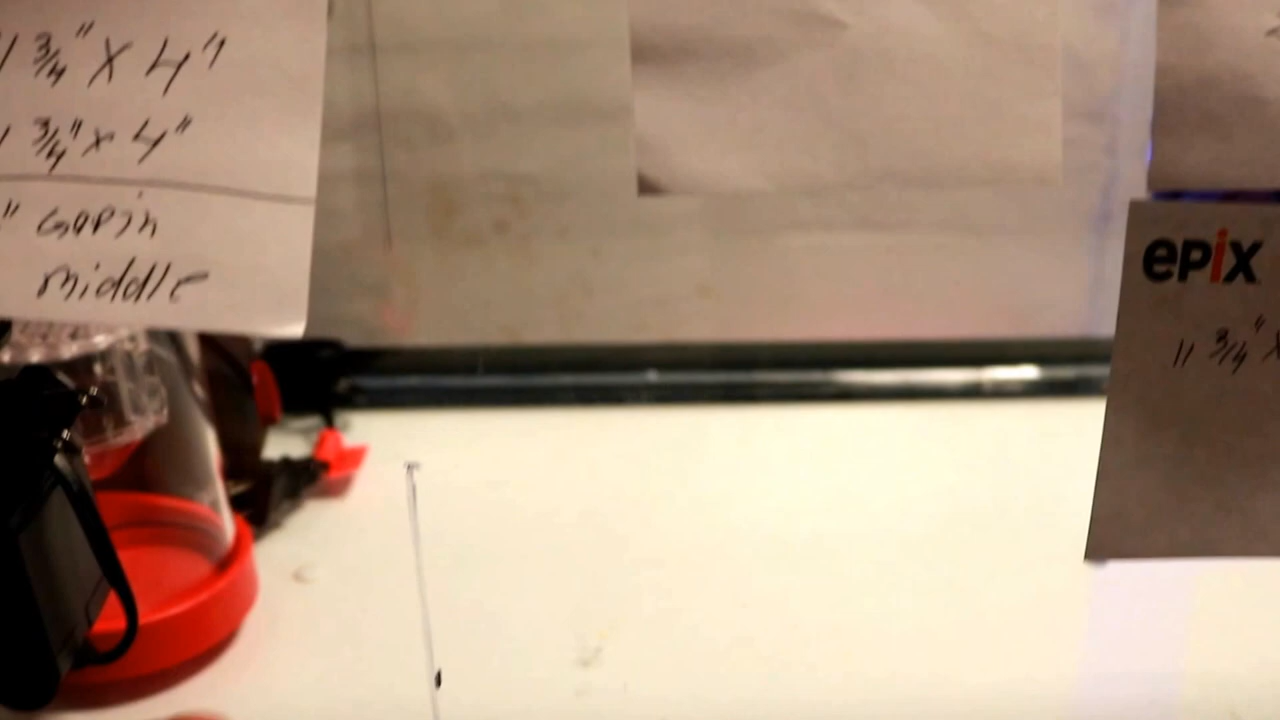 1 3/4" X 4"
1 3/4" X 4"
" Gap in
middle
epix
11 3/4" X